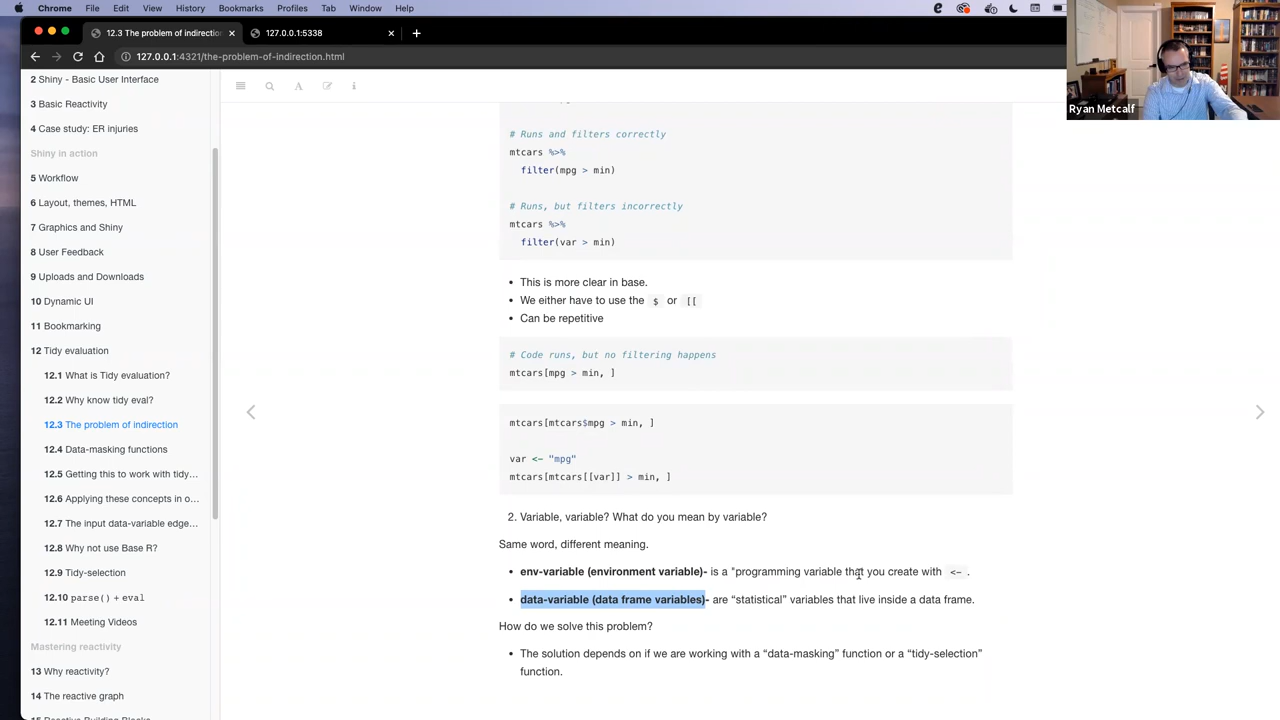 Chrome File Edit View History Bookmarks Profiles Tab Window Help
12.3 The problem of indirection
127.0.0.1:5338
127.0.0.1:4321/the-problem-of-indirection.html
Ryan Metcalf
2 Shiny - Basic User Interface
3 Basic Reactivity
4 Case study: ER injuries
Shiny in action
5 Workflow
6 Layout, themes, HTML
7 Graphics and Shiny
8 User Feedback
9 Uploads and Downloads
10 Dynamic UI
11 Bookmarking
12 Tidy evaluation
12.1 What is Tidy evaluation?
12.2 Why know tidy eval?
12.3 The problem of indirection
12.4 Data-masking functions
12.5 Getting this to work with tidy…
12.6 Applying these concepts in o…
12.7 The input data-variable edge…
12.8 Why not use Base R?
12.9 Tidy-selection
12.10 parse() + eval
12.11 Meeting Videos
Mastering reactivity
13 Why reactivity?
14 The reactive graph
15 Reactive Building Blocks
# Runs and filters correctly
mtcars %>%
filter(mpg > min)
# Runs, but filters incorrectly
mtcars %>%
filter(var > min)
• This is more clear in base.
• We either have to use the $ or [[
• Can be repetitive
# Code runs, but no filtering happens
mtcars[mpg > min, ]
mtcars[mtcars$mpg > min, ]
var <- "mpg"
mtcars[mtcars[[var]] > min, ]
2. Variable, variable? What do you mean by variable?
Same word, different meaning.
• env-variable (environment variable)- is a "programming variable that you create with <- .
• data-variable (data frame variables)- are “statistical” variables that live inside a data frame.
How do we solve this problem?
• The solution depends on if we are working with a “data-masking” function or a “tidy-selection”
function.